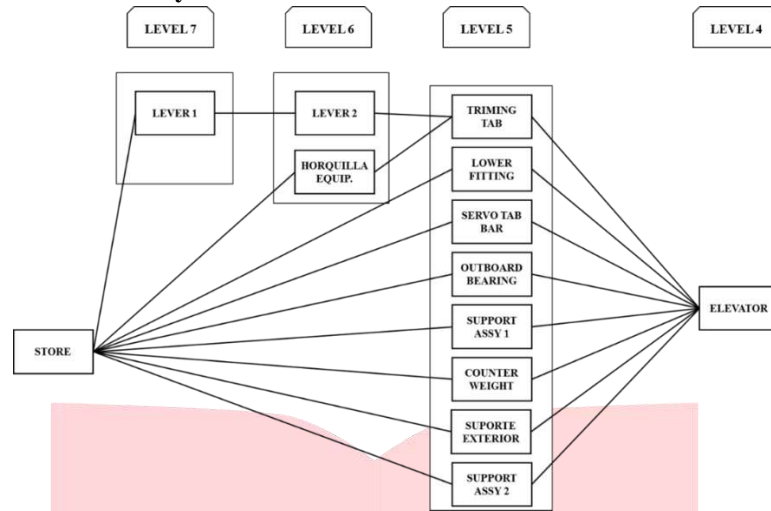 LEVEL 7
LEVEL 6
LEVEL 5
LEVEL 4
LEVER 1
LEVER 2
TRIMING
TAB
HORQUILLA
EQUIP.
LOWER
FITTING
SERVO TAB
BAR
OUTBOARD
BEARING
ELEVATOR
SUPPORT
ASSY 1
STORE
COUNTER
WEIGHT
SUPORTE
EXTERIOR
SUPPORT
ASSY 2